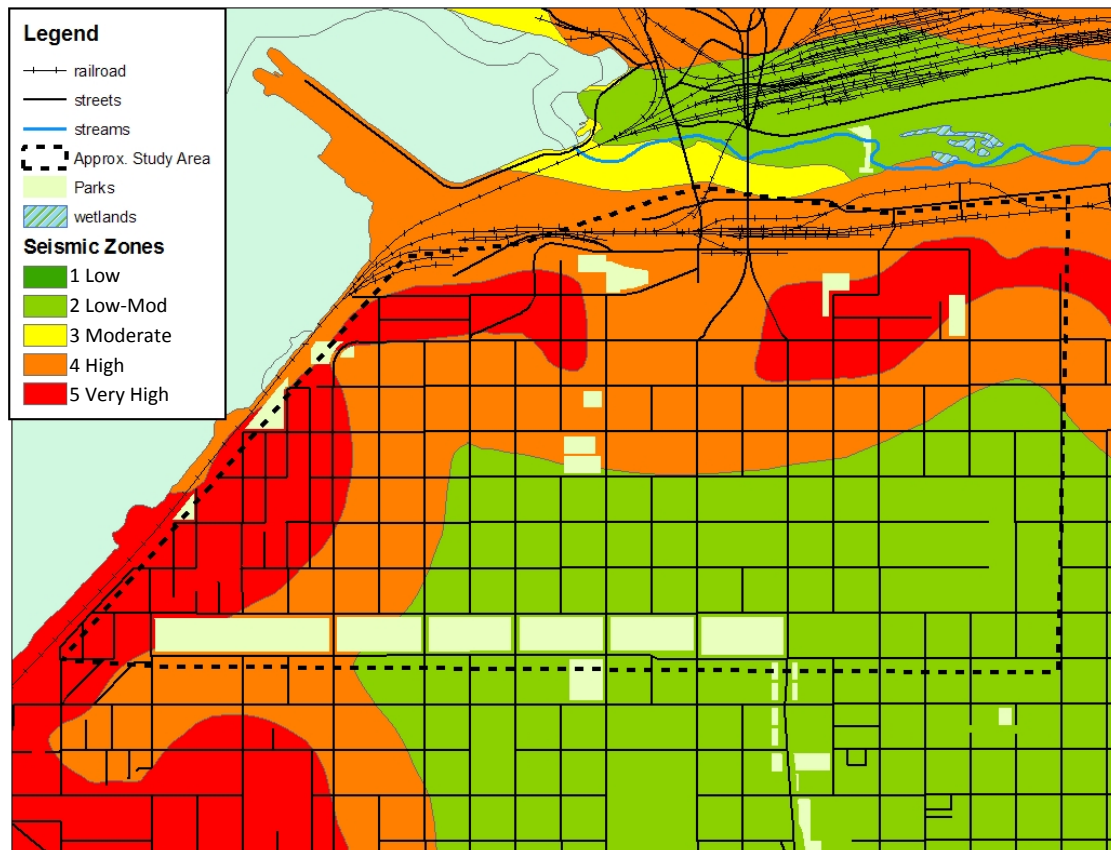 Legend
railroad
streets
streams
Approx. Study Area
Parks
wetlands
Seismic Zones
1 Low
2 Low-Mod
3 Moderate
4 High
5 Very High